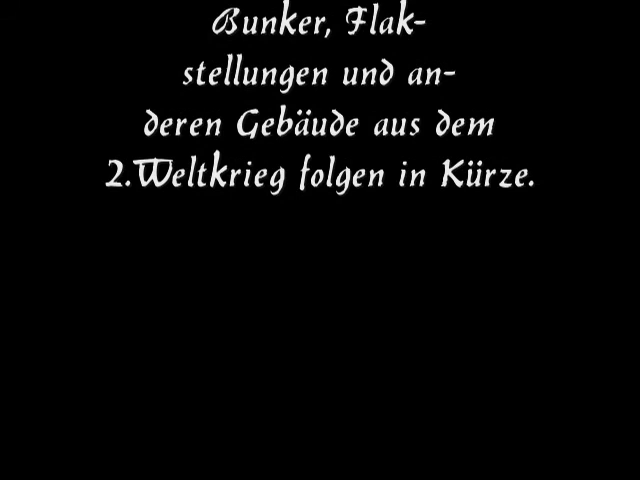 Bunker, Flak-
stellungen und an-
deren Gebäude aus dem
2.Weltkrieg folgen in Kürze.